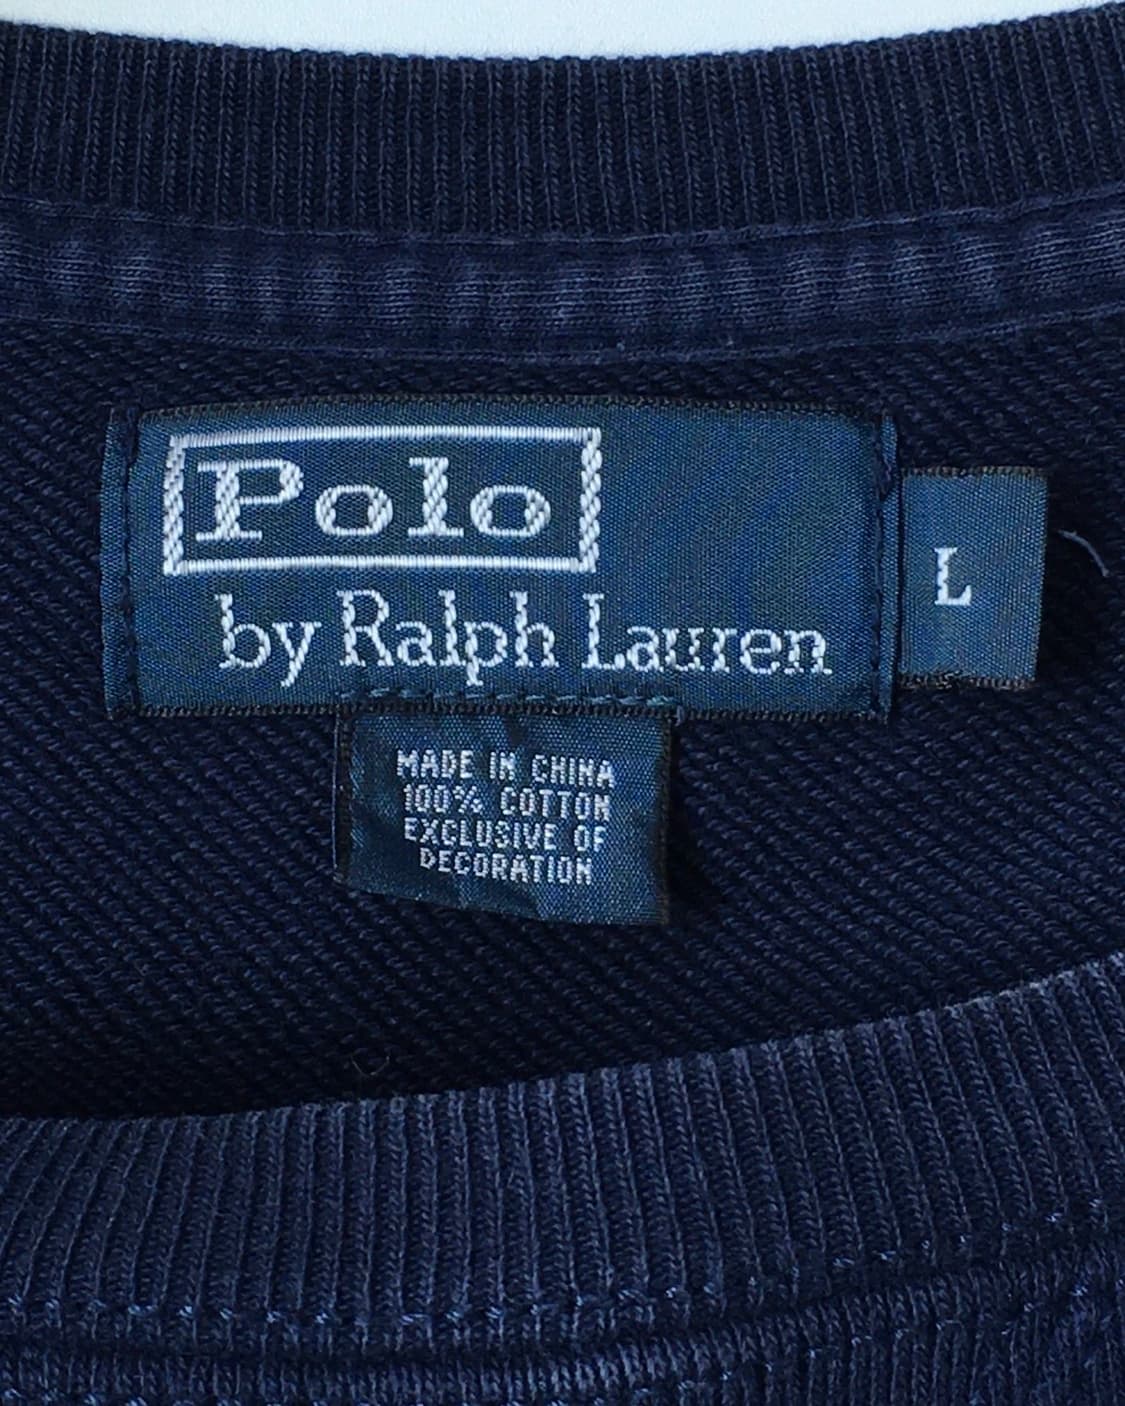 Polo
by Ralph Lauren
L
MADE IN CHINA
100% COTTON
EXCLUSIVE OF
DECORATION